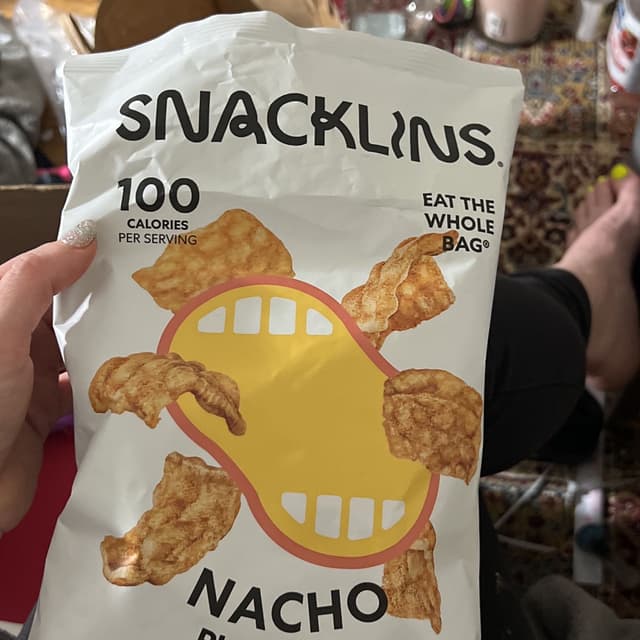 SNACKLINS.
100
CALORIES
PER SERVING
EAT THE
WHOLE
BAG®
NACHO